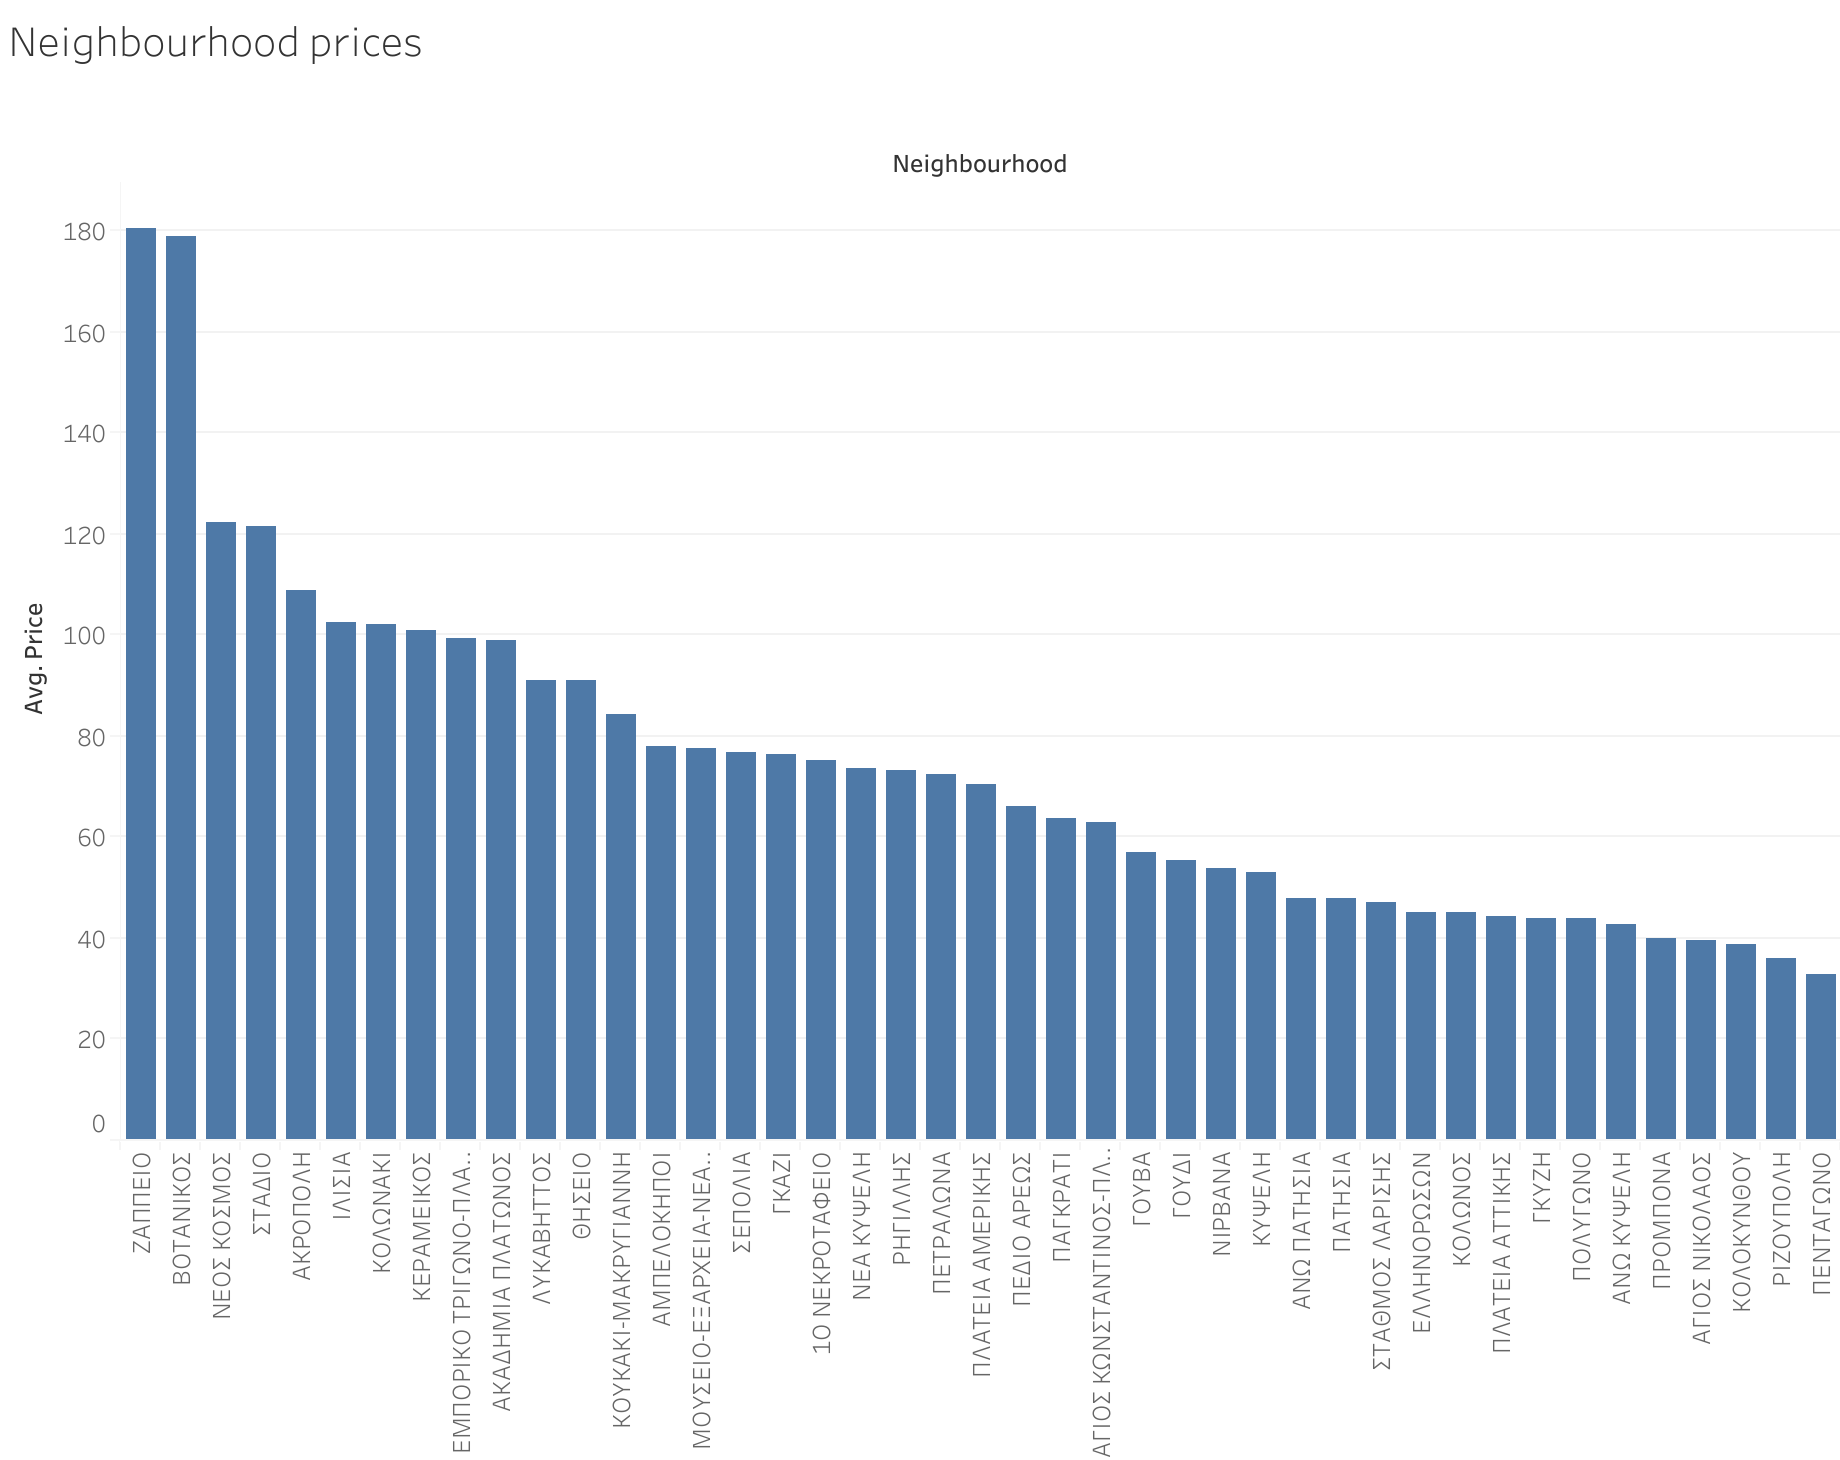 Neighbourhood prices
Neighbourhood
Avg. Price
180
160
140
120
100
80
60
40
20
0
ΖΑΠΠΕΙΟ
ΒΟΤΑΝΙΚΟΣ
ΝΕΟΣ ΚΟΣΜΟΣ
ΣΤΑΔΙΟ
ΑΚΡΟΠΟΛΗ
ΙΛΙΣΙΑ
ΚΟΛΩΝΑΚΙ
ΚΕΡΑΜΕΙΚΟΣ
ΕΜΠΟΡΙΚΟ ΤΡΙΓΩΝΟ-ΠΛΑ..
ΑΚΑΔΗΜΙΑ ΠΛΑΤΩΝΟΣ
ΛΥΚΑΒΗΤΤΟΣ
ΘΗΣΕΙΟ
ΚΟΥΚΑΚΙ-ΜΑΚΡΥΓΙΑΝΝΗ
ΑΜΠΕΛΟΚΗΠΟΙ
ΜΟΥΣΕΙΟ-ΕΞΑΡΧΕΙΑ-ΝΕΑ..
ΣΕΠΟΛΙΑ
ΓΚΑΖΙ
1Ο ΝΕΚΡΟΤΑΦΕΙΟ
ΝΕΑ ΚΥΨΕΛΗ
ΡΗΓΙΛΛΗΣ
ΠΕΤΡΑΛΩΝΑ
ΠΛΑΤΕΙΑ ΑΜΕΡΙΚΗΣ
ΠΕΔΙΟ ΑΡΕΩΣ
ΠΑΓΚΡΑΤΙ
ΑΓΙΟΣ ΚΩΝΣΤΑΝΤΙΝΟΣ-ΠΛ..
ΓΟΥΒΑ
ΓΟΥΔΙ
ΝΙΡΒΑΝΑ
ΚΥΨΕΛΗ
ΑΝΩ ΠΑΤΗΣΙΑ
ΠΑΤΗΣΙΑ
ΣΤΑΘΜΟΣ ΛΑΡΙΣΗΣ
ΕΛΛΗΝΟΡΩΣΩΝ
ΚΟΛΩΝΟΣ
ΠΛΑΤΕΙΑ ΑΤΤΙΚΗΣ
ΓΚΥΖΗ
ΠΟΛΥΓΩΝΟ
ΑΝΩ ΚΥΨΕΛΗ
ΠΡΟΜΠΟΝΑ
ΑΓΙΟΣ ΝΙΚΟΛΑΟΣ
ΚΟΛΟΚΥΝΘΟΥ
ΡΙΖΟΥΠΟΛΗ
ΠΕΝΤΑΓΩΝΟ